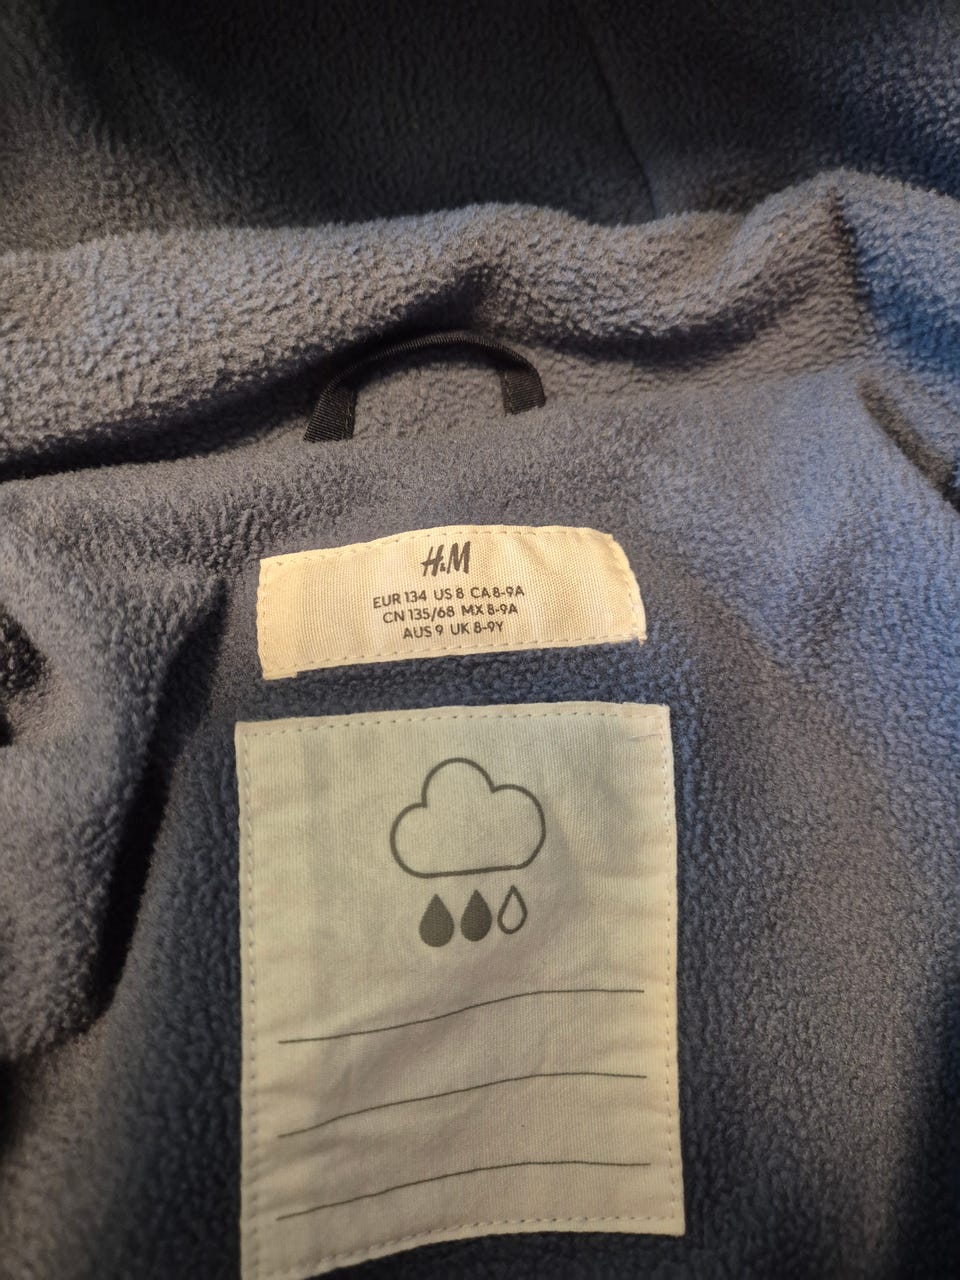 H&M
EUR 134 US 8 CA 8-9A
CN 135/68 MX 8-9A
AUS 9 UK 8-9Y